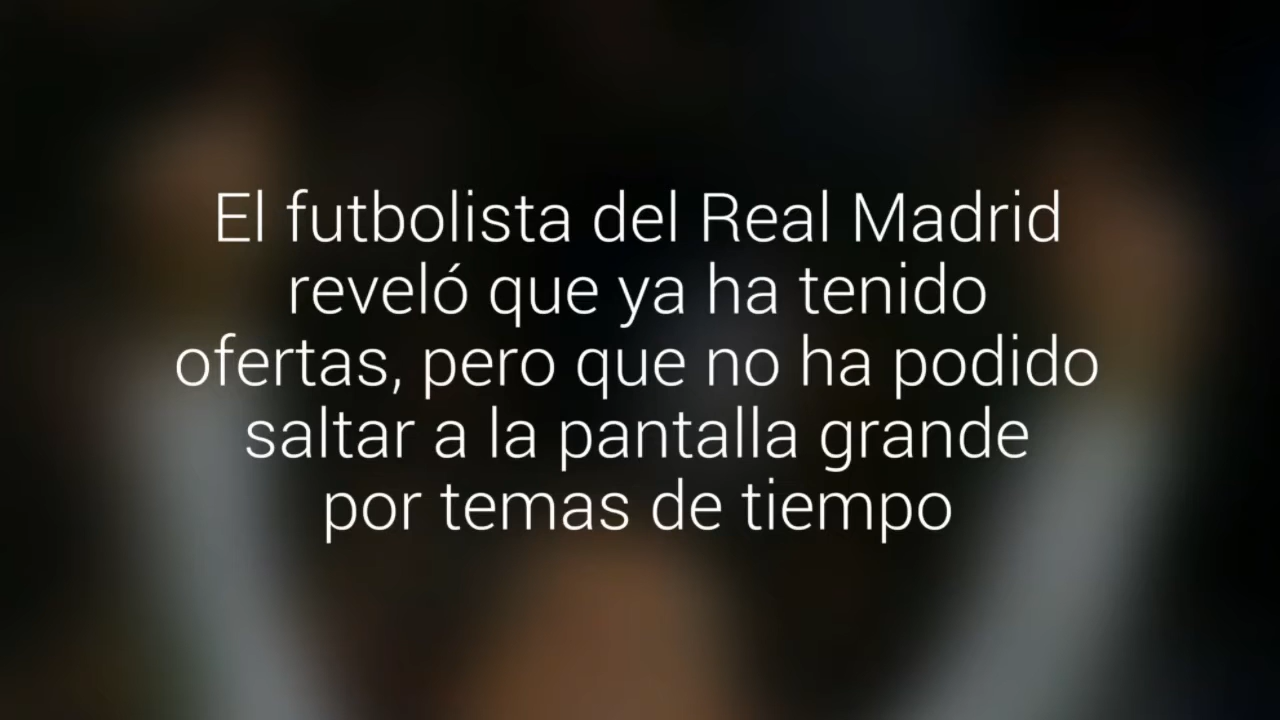 El futbolista del Real Madrid
reveló que ya ha tenido
ofertas, pero que no ha podido
saltar a la pantalla grande
por temas de tiempo